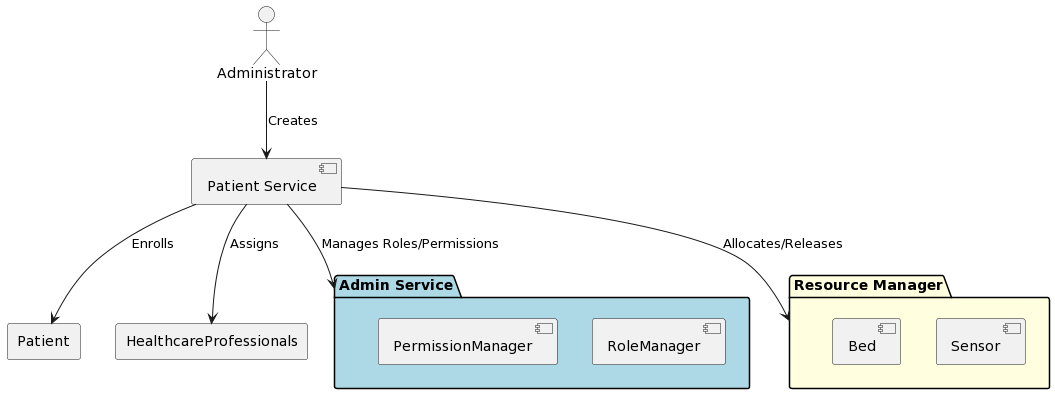 Administrator
Creates
Patient Service
Enrolls
Assigns
Manages Roles/Permissions
Allocates/Releases
Admin Service
Resource Manager
Patient
HealthcareProfessionals
PermissionManager
RoleManager
Bed
Sensor